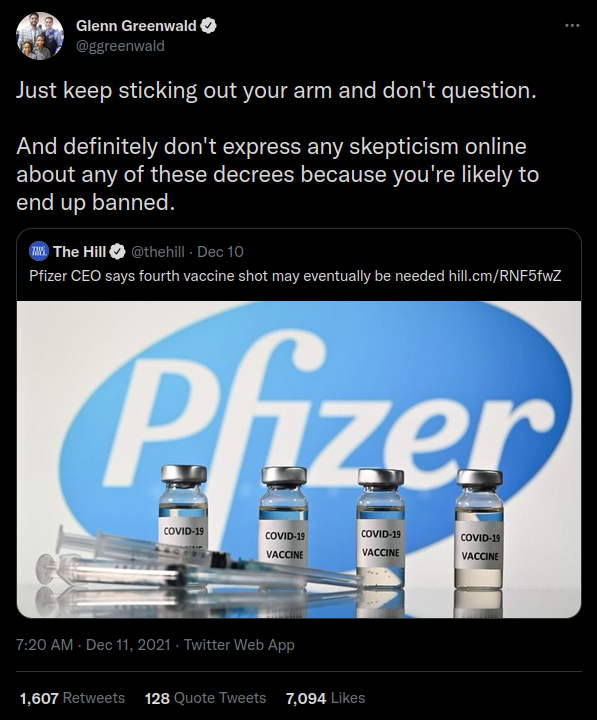 Glenn Greenwald
@ggreenwald
Just keep sticking out your arm and don't question.
And definitely don't express any skepticism online
about any of these decrees because you're likely to
end up banned.
THE HILL The Hill @thehill · Dec 10
Pfizer CEO says fourth vaccine shot may eventually be needed hill.cm/RNF5fwZ
Pfizer
COVID-19 COVID-19 COVID-19 COVID-19
VACCINE VACCINE VACCINE
7:20 AM · Dec 11, 2021 · Twitter Web App
1,607 Retweets 128 Quote Tweets 7,094 Likes